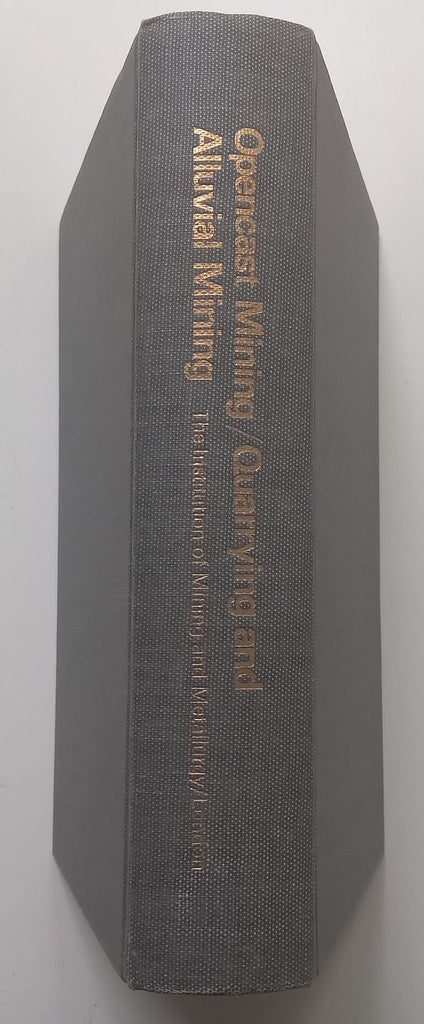 Opencast Mining/Quarrying and
Alluvial Mining The Institution of Mining and Metallurgy/London